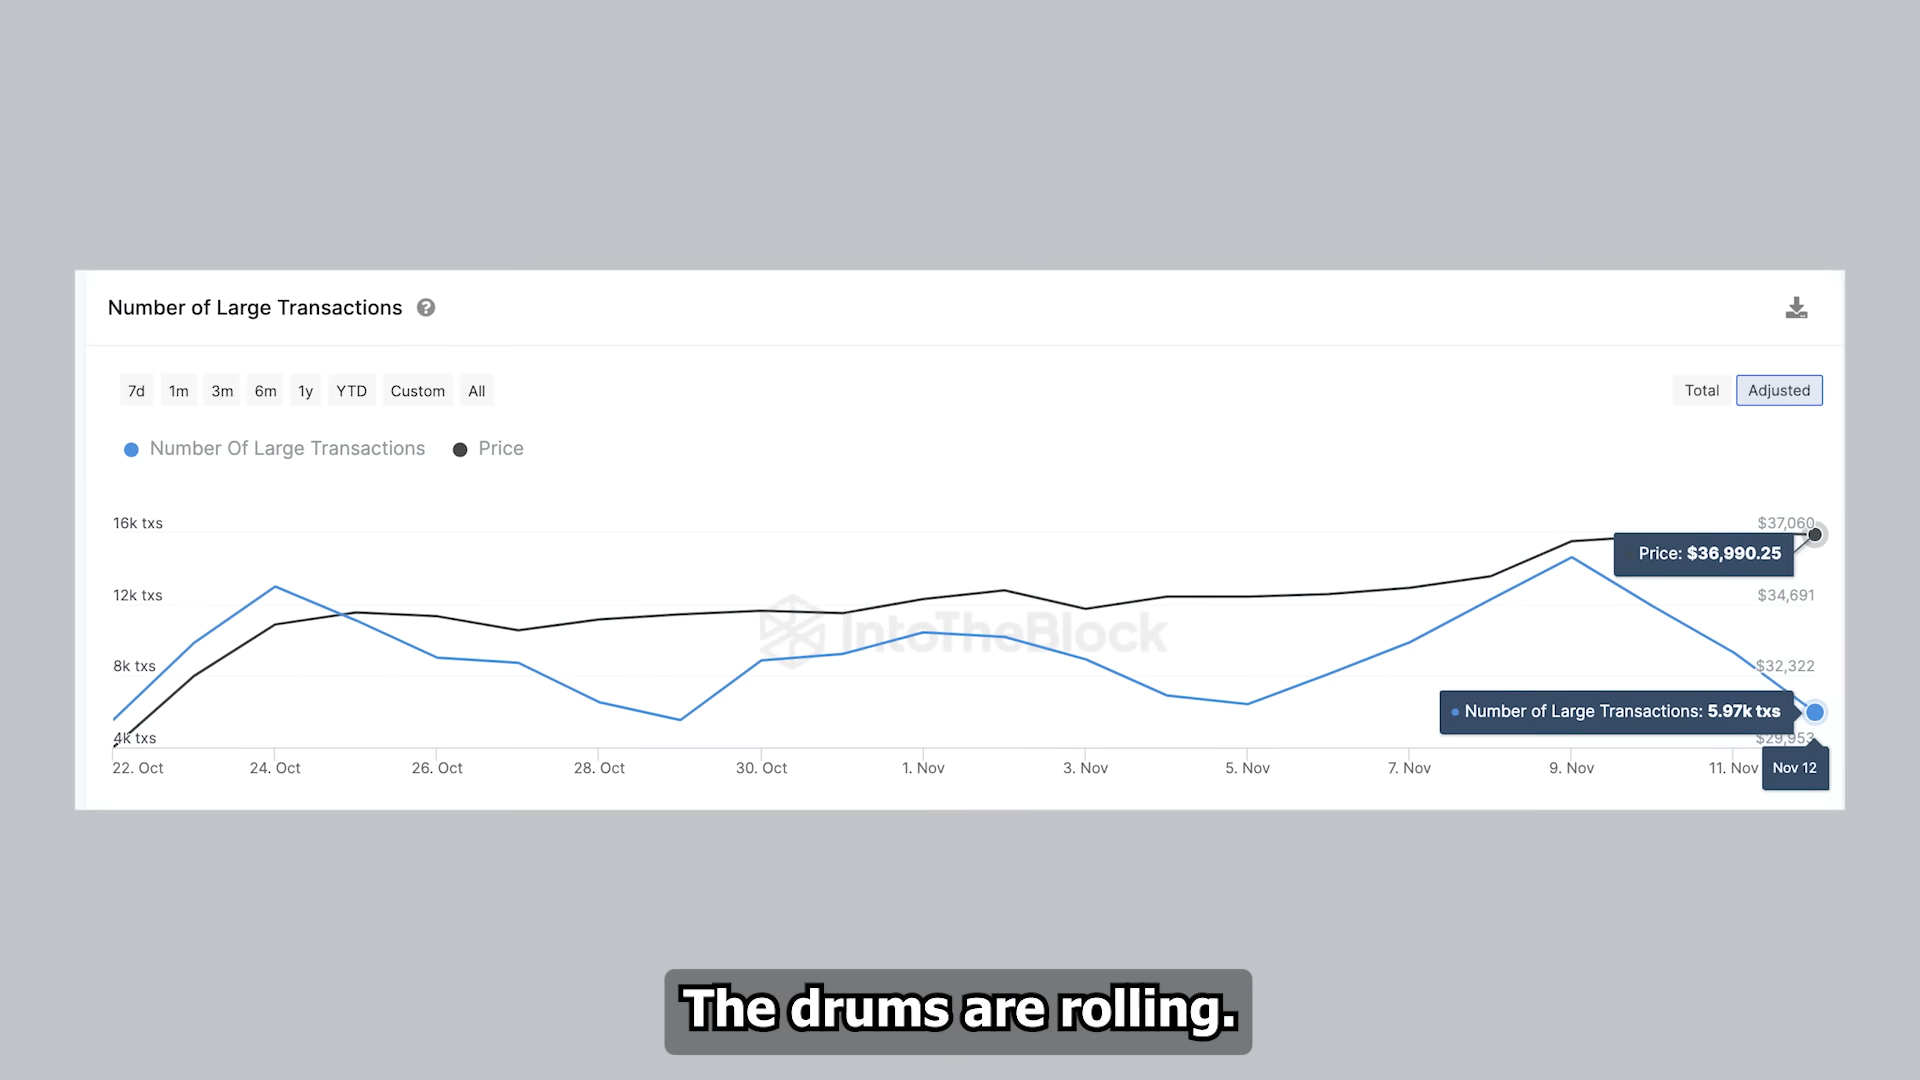 Number of Large Transactions ?
7d 1m 3m 6m 1y YTD Custom All Total Adjusted
Number Of Large Transactions Price
16k txs $37,060
Price: $36,990.25
12k txs $34,691
IntoTheBlock
8k txs $32,322
Number of Large Transactions: 5.97k txs
4k txs $29,953
22. Oct 24. Oct 26. Oct 28. Oct 30. Oct 1. Nov 3. Nov 5. Nov 7. Nov 9. Nov 11. Nov Nov 12
The drums are rolling.